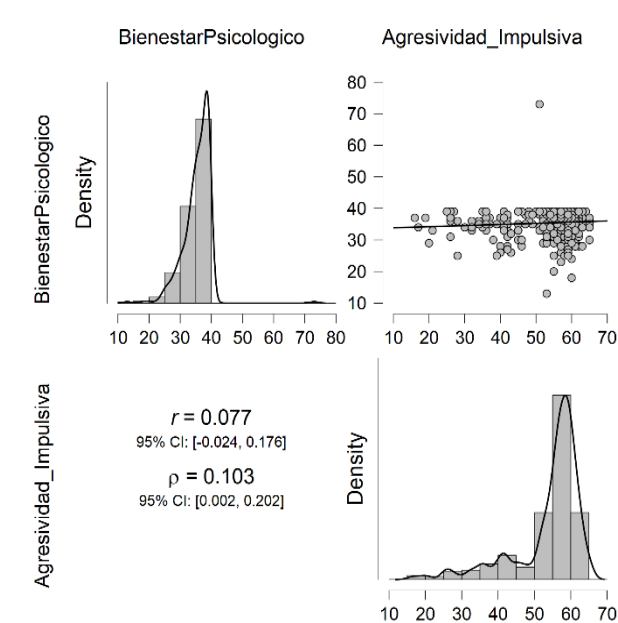 BienestarPsicologico
Agresividad_Impulsiva
BienestarPsicologico
Density
80
70
60
50
40
30
20
10
10 20 30 40 50 60 70 80
10 20 30 40 50 60 70
Agresividad_Impulsiva
r = 0.077
95% CI: [-0.024, 0.176]
ρ = 0.103
95% CI: [0.002, 0.202]
Density
10 20 30 40 50 60 70